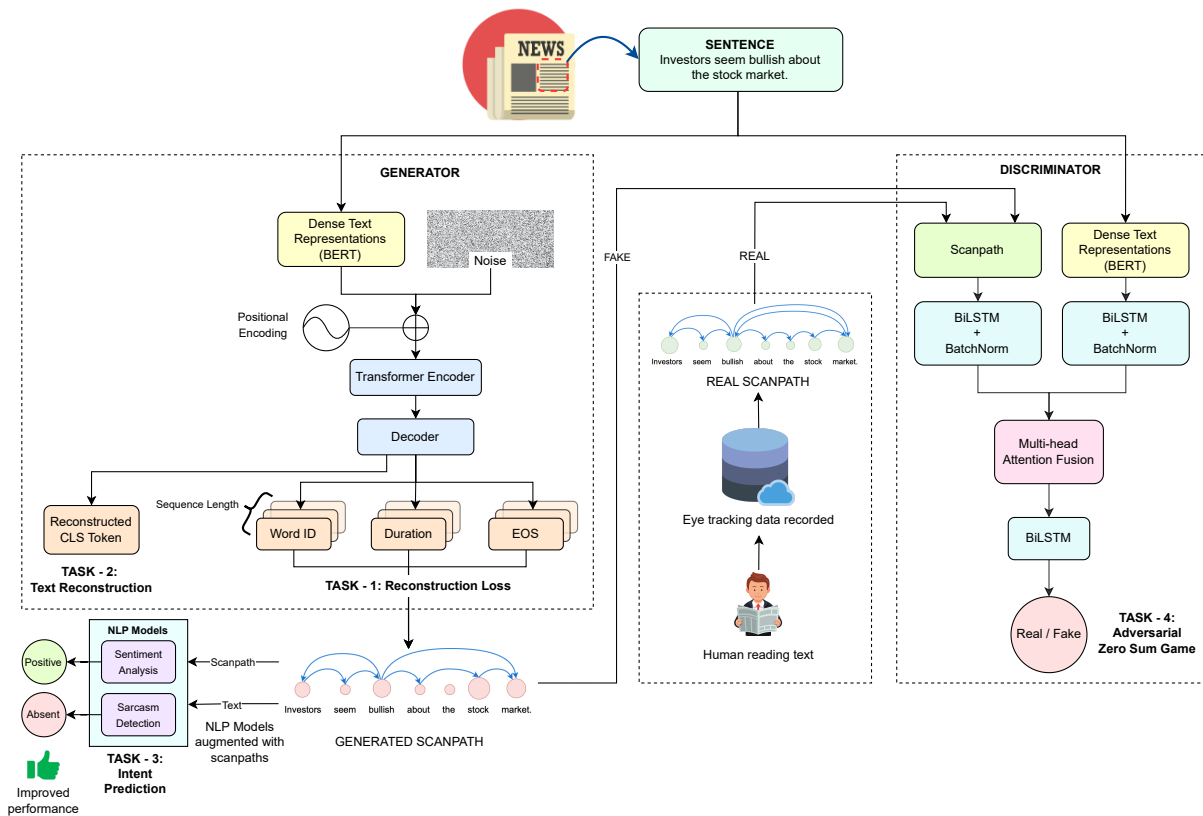 NEWS
SENTENCE
Investors seem bullish about
the stock market.
GENERATOR
Dense Text
Representations
(BERT)
Noise
Positional
Encoding
Transformer Encoder
Decoder
Sequence Length
Reconstructed
CLS Token
Word ID
Duration
EOS
TASK - 2:
Text Reconstruction
TASK - 1: Reconstruction Loss
NLP Models
Sentiment
Analysis
Sarcasm
Detection
Positive
Absent
Scanpath
Text
NLP Models
augmented with
scanpaths
TASK - 3:
Intent
Prediction
Improved
performance
Investors seem bullish about the stock market.
GENERATED SCANPATH
FAKE
REAL
Investors seem bullish about the stock market.
REAL SCANPATH
Eye tracking data recorded
Human reading text
DISCRIMINATOR
Scanpath
Dense Text
Representations
(BERT)
BiLSTM
+
BatchNorm
BiLSTM
+
BatchNorm
Multi-head
Attention Fusion
BiLSTM
Real / Fake
TASK - 4:
Adversarial
Zero Sum Game